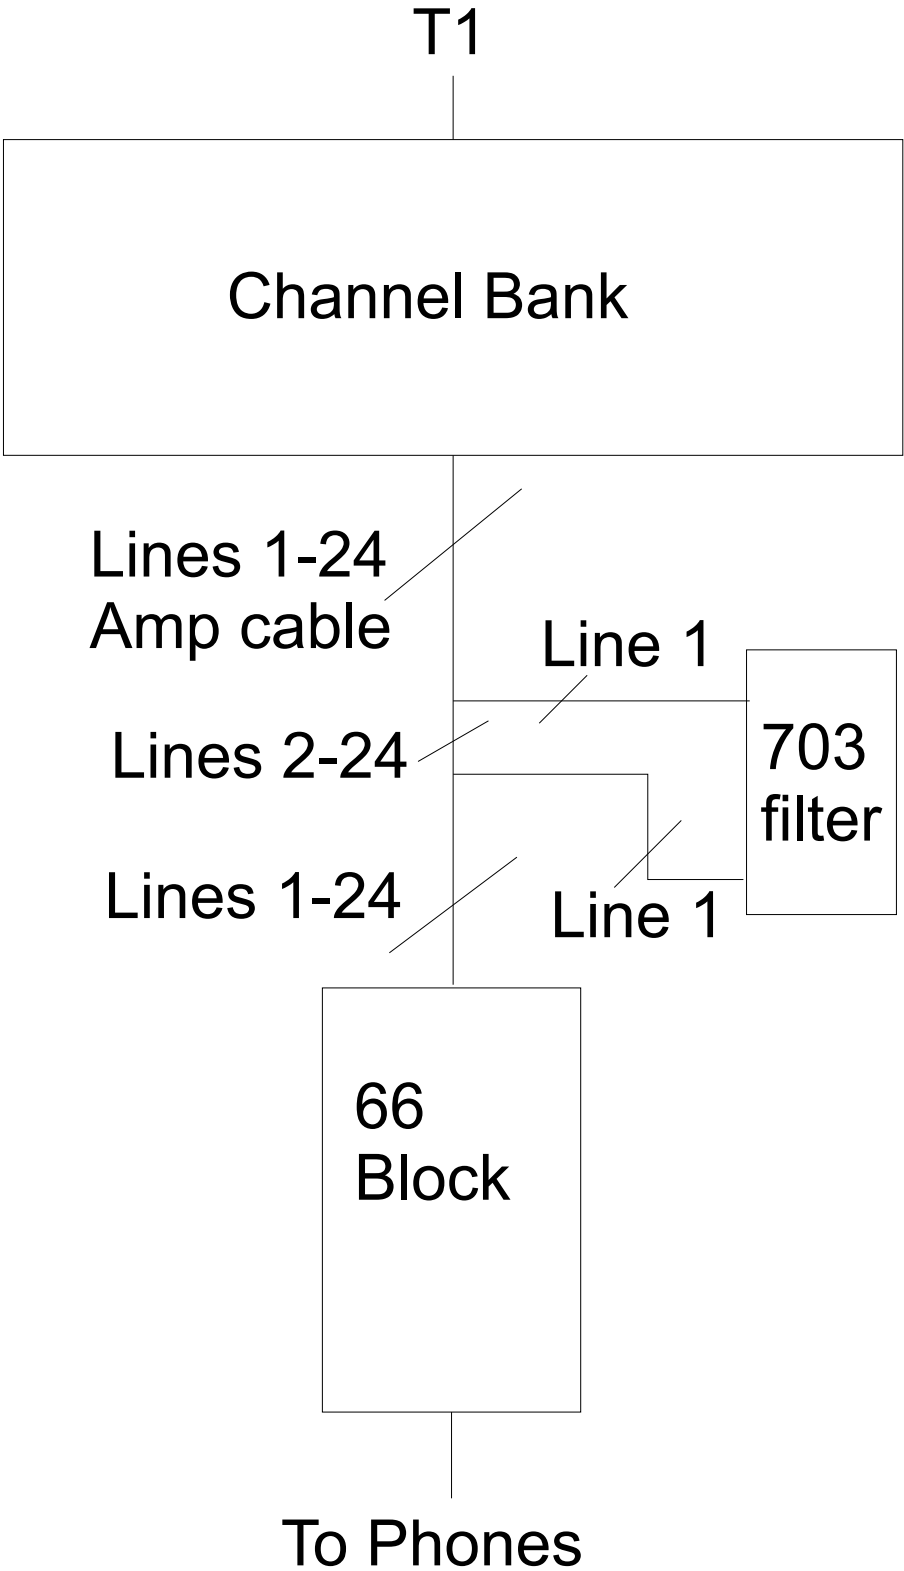 T1
Channel Bank
Lines 1-24
Amp cable
Line 1
Lines 2-24
703
filter
Lines 1-24
Line 1
66
Block
To Phones